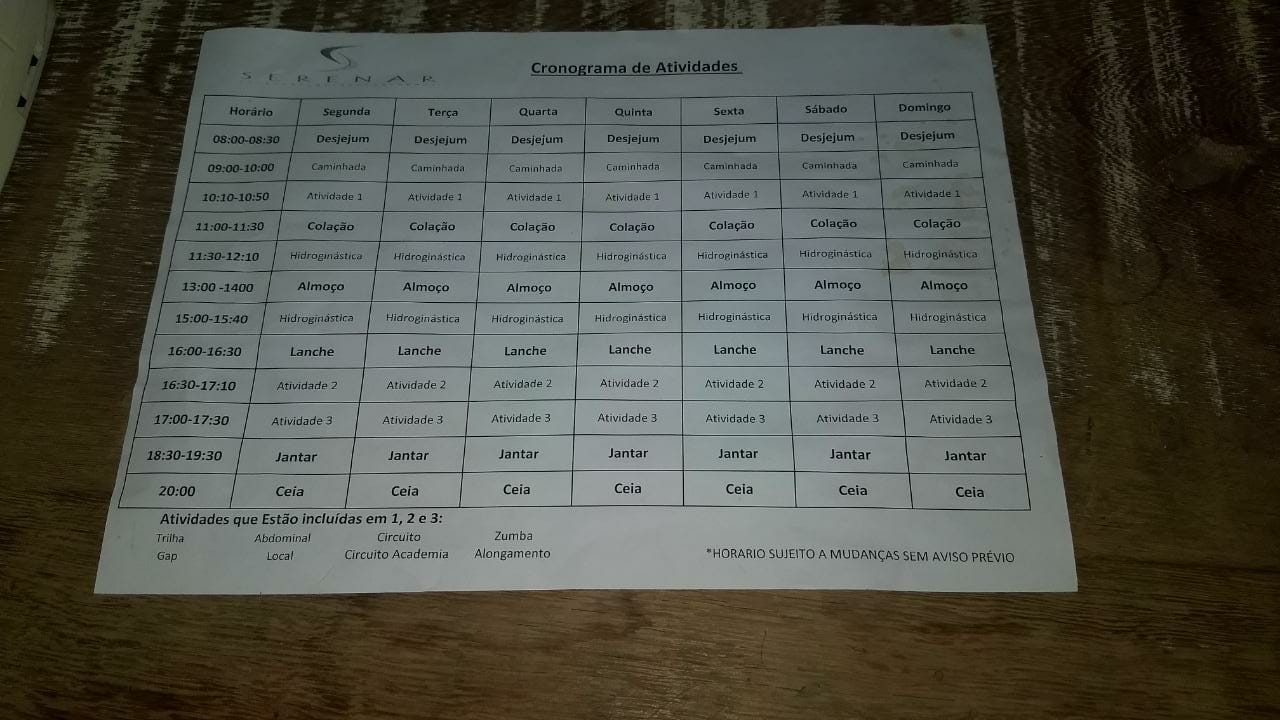 SERENAR
Cronograma de Atividades
Horário Segunda Terça Quarta Quinta Sexta Sábado Domingo
08:00-08:30 Desjejum Desjejum Desjejum Desjejum Desjejum Desjejum Desjejum
09:00-10:00 Caminhada Caminhada Caminhada Caminhada Caminhada Caminhada Caminhada
10:10-10:50 Atividade 1 Atividade 1 Atividade 1 Atividade 1 Atividade 1 Atividade 1 Atividade 1
11:00-11:30 Colação Colação Colação Colação Colação Colação Colação
11:30-12:10 Hidroginástica Hidroginástica Hidroginástica Hidroginástica Hidroginástica Hidroginástica Hidroginástica
13:00 -1400 Almoço Almoço Almoço Almoço Almoço Almoço Almoço
15:00-15:40 Hidroginástica Hidroginástica Hidroginástica Hidroginástica Hidroginástica Hidroginástica Hidroginástica
16:00-16:30 Lanche Lanche Lanche Lanche Lanche Lanche Lanche
16:30-17:10 Atividade 2 Atividade 2 Atividade 2 Atividade 2 Atividade 2 Atividade 2 Atividade 2
17:00-17:30 Atividade 3 Atividade 3 Atividade 3 Atividade 3 Atividade 3 Atividade 3 Atividade 3
18:30-19:30 Jantar Jantar Jantar Jantar Jantar Jantar Jantar
20:00 Ceia Ceia Ceia Ceia Ceia Ceia Ceia
Atividades que Estão incluídas em 1, 2 e 3:
Trilha Abdominal Circuito Zumba
Gap Local Circuito Academia Alongamento
*HORARIO SUJEITO A MUDANÇAS SEM AVISO PRÉVIO